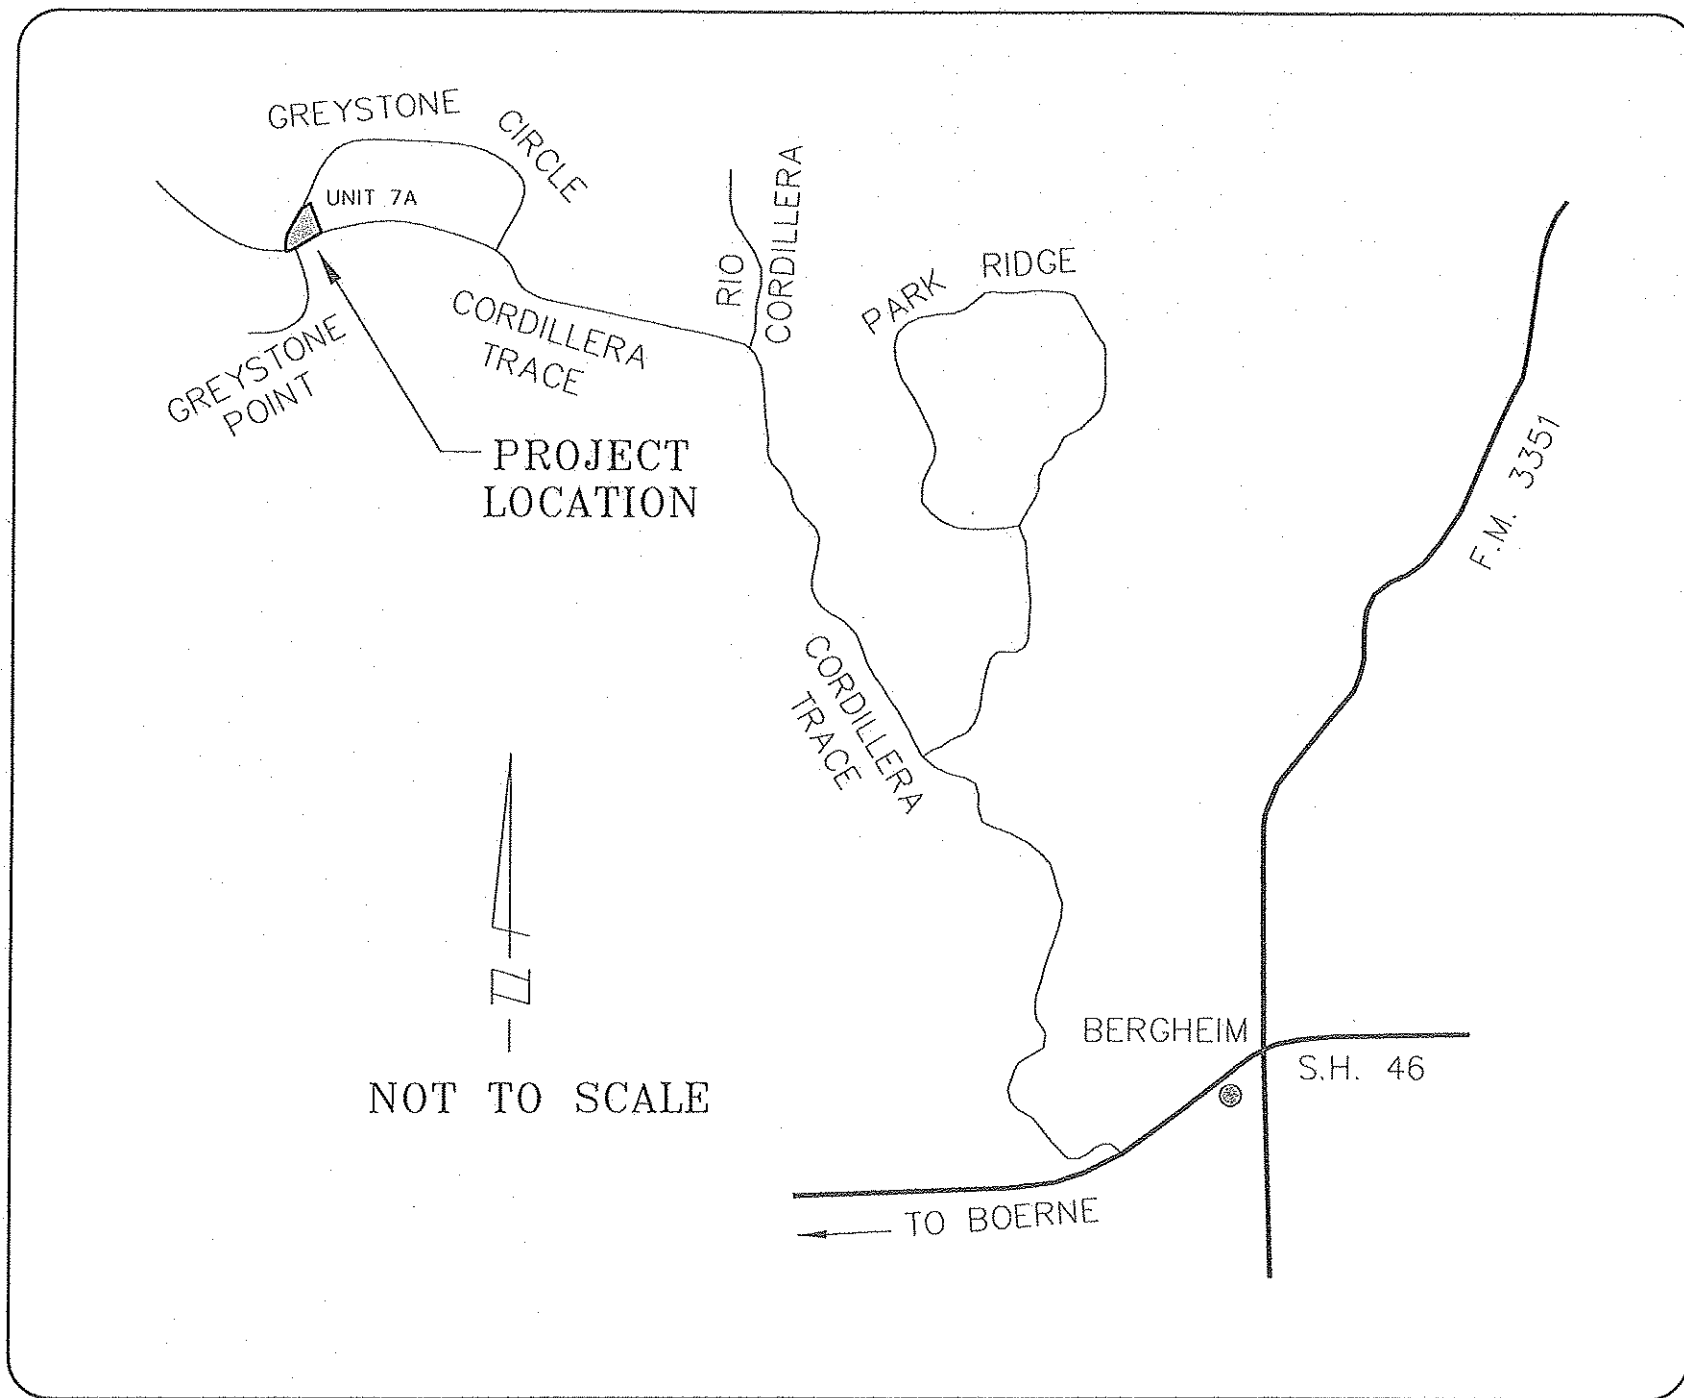 GREYSTONE
CIRCLE
UNIT 7A
RIO
CORDILLERA
PARK
RIDGE
CORDILLERA
TRACE
GREYSTONE
POINT
PROJECT
LOCATION
F.M. 3351
CORDILLERA
TRACE
N
NOT TO SCALE
BERGHEIM
S.H. 46
TO BOERNE